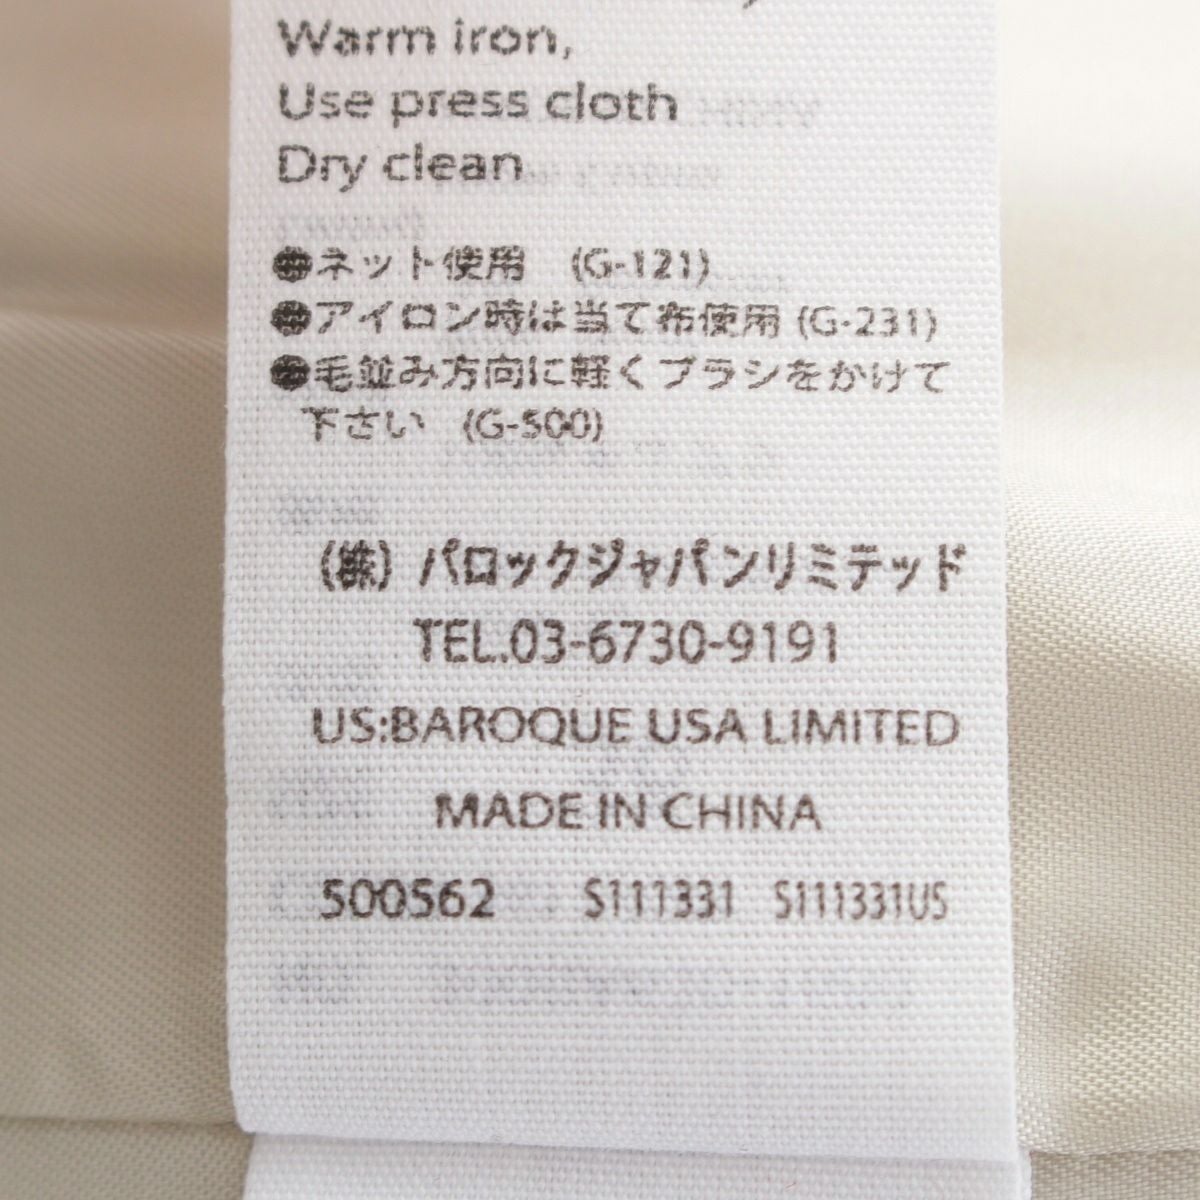 Warm iron,
Use press cloth
Dry clean
●ネット使用 (G-121)
●アイロン時は当て布使用 (G-231)
●毛並み方向に軽くブラシをかけて
下さい (G-500)
(株) バロックジャパンリミテッド
TEL.03-6730-9191
US:BAROQUE USA LIMITED
MADE IN CHINA
500562 S111331 S111331US